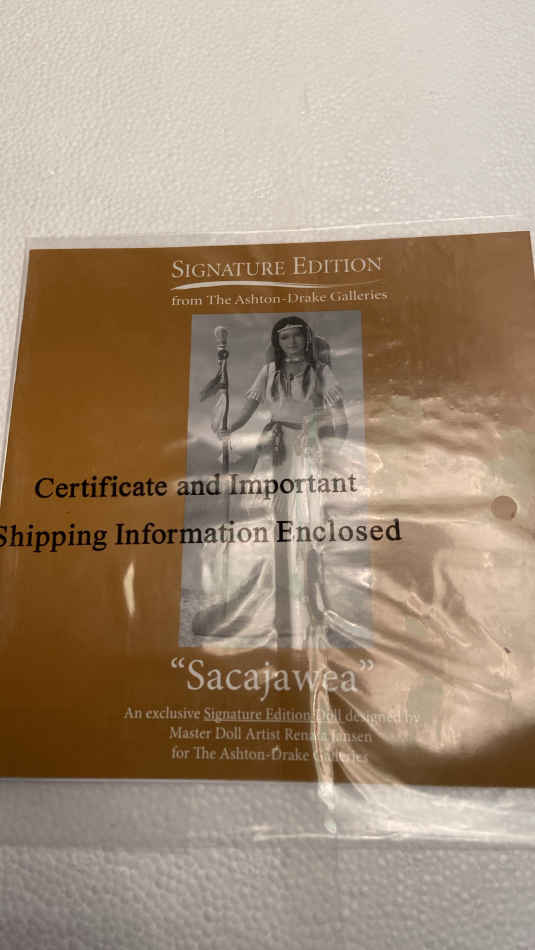 SIGNATURE EDITION
from The Ashton-Drake Galleries
Certificate and Important
Shipping Information Enclosed
“Sacajawea”
An exclusive Signature Edition Doll designed by
Master Doll Artist Renata Jansen
for The Ashton-Drake Galleries